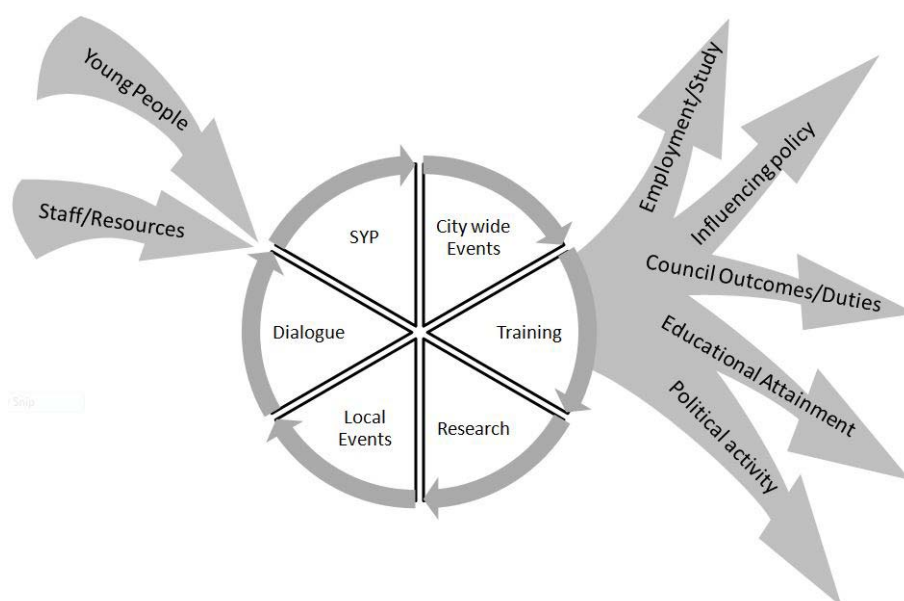 Young People
Staff/Resources
SYP
City wide
Events
Dialogue
Training
Local
Events
Research
Employment/Study
Influencing policy
Council Outcomes/Duties
Educational Attainment
Political activity
Snip